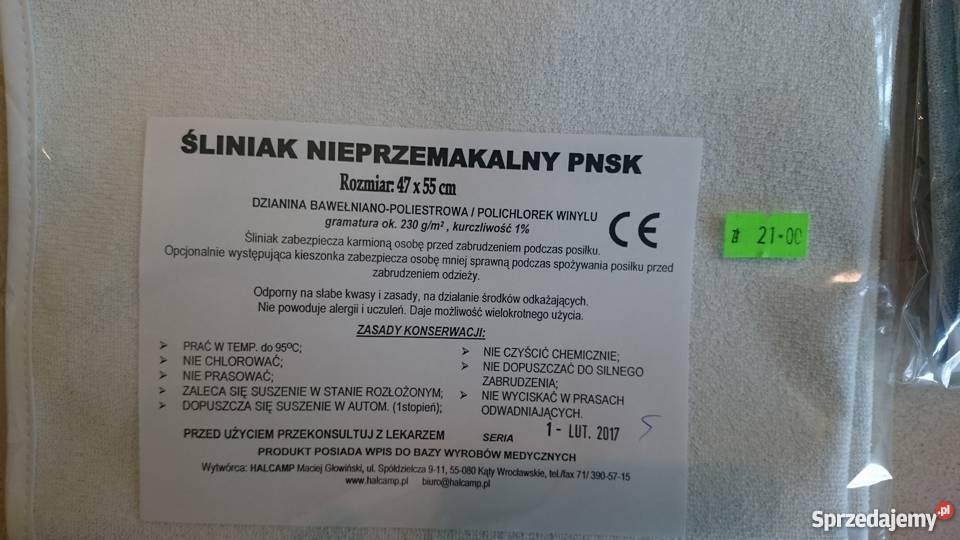 ŚLINIAK NIEPRZEMAKALNY PNSK
Rozmiar: 47 x 55 cm
DZIANINA BAWEŁNIANO-POLIESTROWA / POLICHLOREK WINYLU
gramatura ok. 230 g/m², kurczliwość 1%
CE
zł 21-00
Śliniak zabezpiecza karmioną osobę przed zabrudzeniem podczas posiłku.
Opcjonalnie występująca kieszonka zabezpiecza osobę mniej sprawną podczas spożywania posiłku przed
zabrudzeniem odzieży.
Odporny na słabe kwasy i zasady, na działanie środków odkażających.
Nie powoduje alergii i uczuleń. Daje możliwość wielokrotnego użycia.
ZASADY KONSERWACJI:
➢ PRAĆ W TEMP. do 95ºC;
➢ NIE CHLOROWAĆ;
➢ NIE PRASOWAĆ;
➢ ZALECA SIĘ SUSZENIE W STANIE ROZŁOŻONYM;
➢ DOPUSZCZA SIĘ SUSZENIE W AUTOM. (1stopień);
➢ NIE CZYŚCIĆ CHEMICZNIE;
➢ NIE DOPUSZCZAĆ DO SILNEGO
ZABRUDZENIA;
➢ NIE WYCISKAĆ W PRASACH
ODWADNIAJĄCYCH.
PRZED UŻYCIEM PRZEKONSULTUJ Z LEKARZEM SERIA 1- LUT. 2017 S
PRODUKT POSIADA WPIS DO BAZY WYROBÓW MEDYCZNYCH
Wytwórca: HALCAMP Maciej Głowiński, ul. Spółdzielcza 9-11, 55-080 Kąty Wrocławskie, tel./fax 71/ 390-57-15
www.halcamp.pl biuro@halcamp.pl
Sprzedajemy.pl